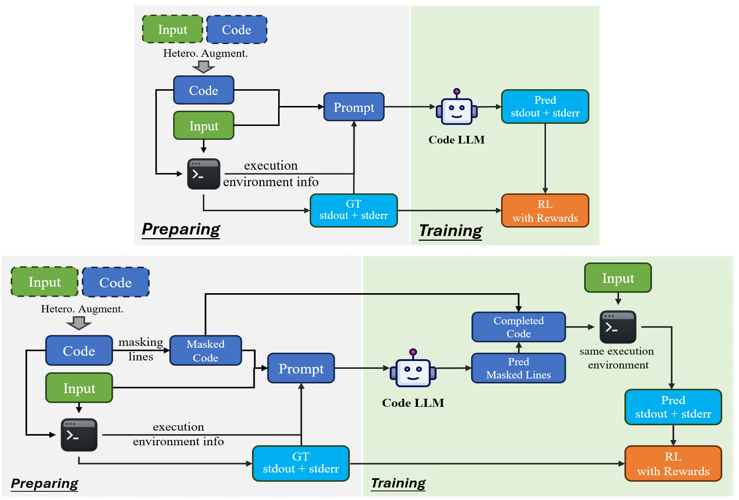 Input
Code
Hetero. Augment.
Code
Input
>_
execution
environment info
Prompt
GT
stdout + stderr
Preparing
Code LLM
Pred
stdout + stderr
RL
with Rewards
Training
Input
Code
Hetero. Augment.
Code
masking
lines
Masked
Code
Input
>_
execution
environment info
Prompt
GT
stdout + stderr
Preparing
Code LLM
Completed
Code
Pred
Masked Lines
Input
>_
same execution
environment
Pred
stdout + stderr
RL
with Rewards
Training